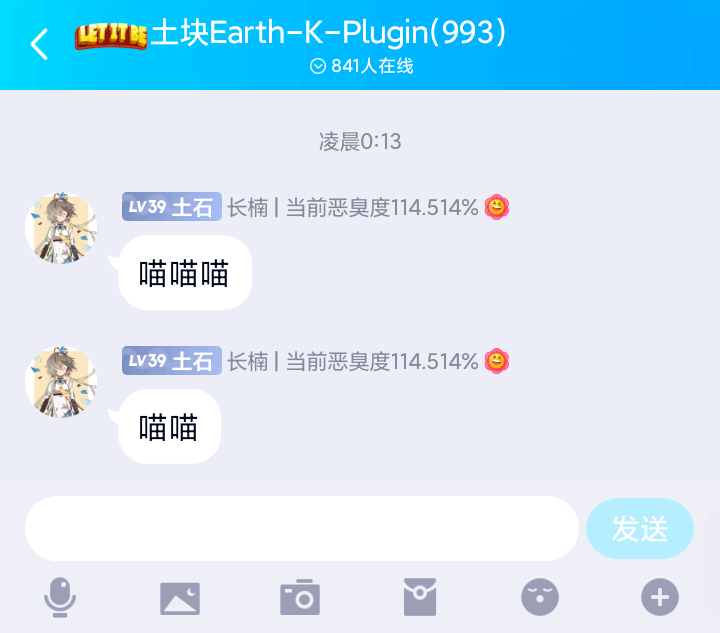 LET IT BE 土块Earth-K-Plugin(993)
841人在线
凌晨0:13
LV39 土石 长楠 | 当前恶臭度114.514%
喵喵喵
LV39 土石 长楠 | 当前恶臭度114.514%
喵喵
发送